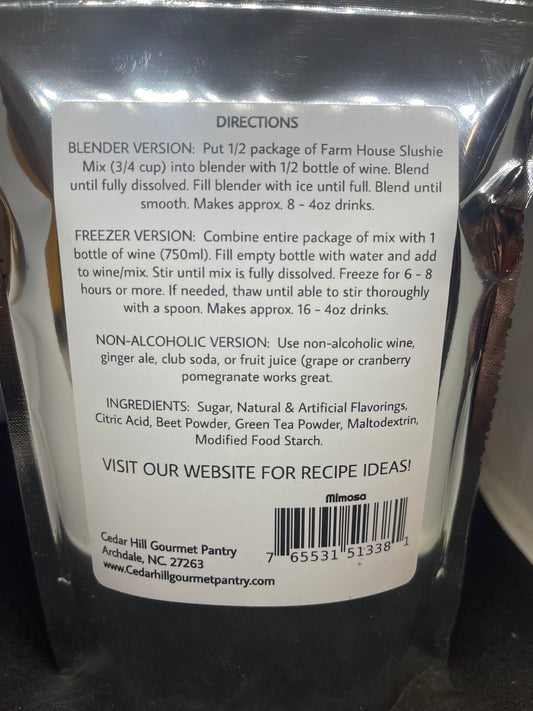 DIRECTIONS
BLENDER VERSION: Put 1/2 package of Farm House Slushie
Mix (3/4 cup) into blender with 1/2 bottle of wine. Blend
until fully dissolved. Fill blender with ice until full. Blend until
smooth. Makes approx. 8 - 4oz drinks.
FREEZER VERSION: Combine entire package of mix with 1
bottle of wine (750ml). Fill empty bottle with water and add
to wine/mix. Stir until mix is fully dissolved. Freeze for 6 - 8
hours or more. If needed, thaw until able to stir thoroughly
with a spoon. Makes approx. 16 - 4oz drinks.
NON-ALCOHOLIC VERSION: Use non-alcoholic wine,
ginger ale, club soda, or fruit juice (grape or cranberry
pomegranate works great.
INGREDIENTS: Sugar, Natural & Artificial Flavorings,
Citric Acid, Beet Powder, Green Tea Powder, Maltodextrin,
Modified Food Starch.
VISIT OUR WEBSITE FOR RECIPE IDEAS!
Mimosa
7 65531 51338 1
Cedar Hill Gourmet Pantry
Archdale, NC. 27263
www.Cedarhillgourmetpantry.com